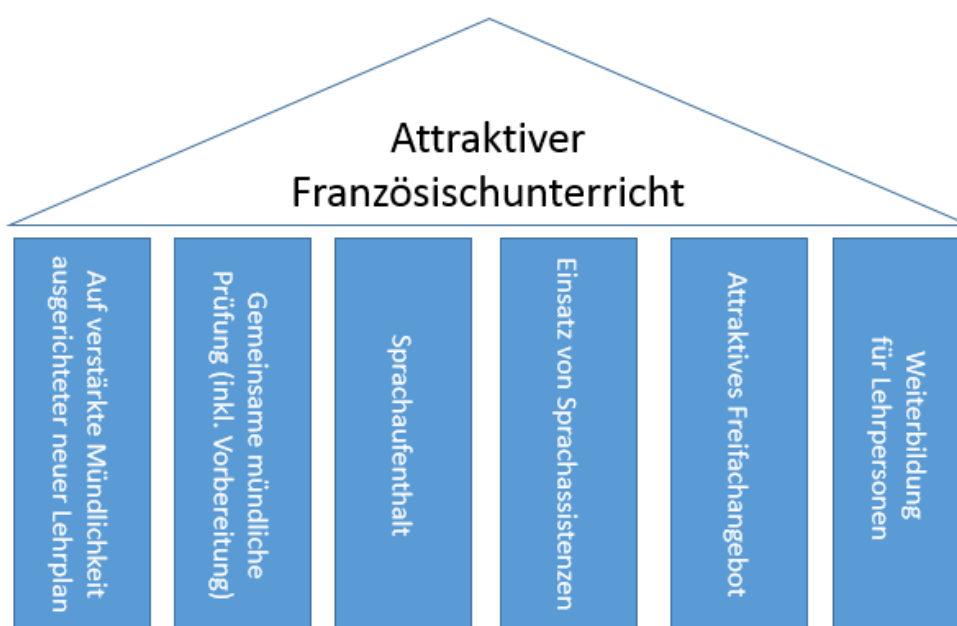 Attraktiver
Französischunterricht
Auf verstärkte Mündlichkeit
ausgerichteter neuer Lehrplan
Gemeinsame mündliche
Prüfung (inkl. Vorbereitung)
Sprachaufenthalt
Einsatz von Sprachassistenzen
Attraktives Freifachangebot
Weiterbildung
für Lehrpersonen